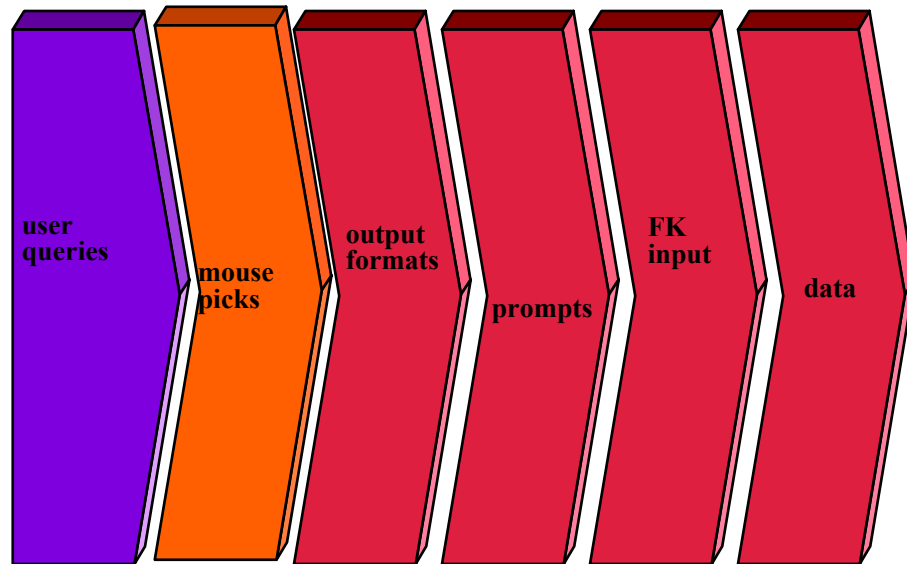 user
queries
mouse
picks
output
formats
prompts
FK
input
data